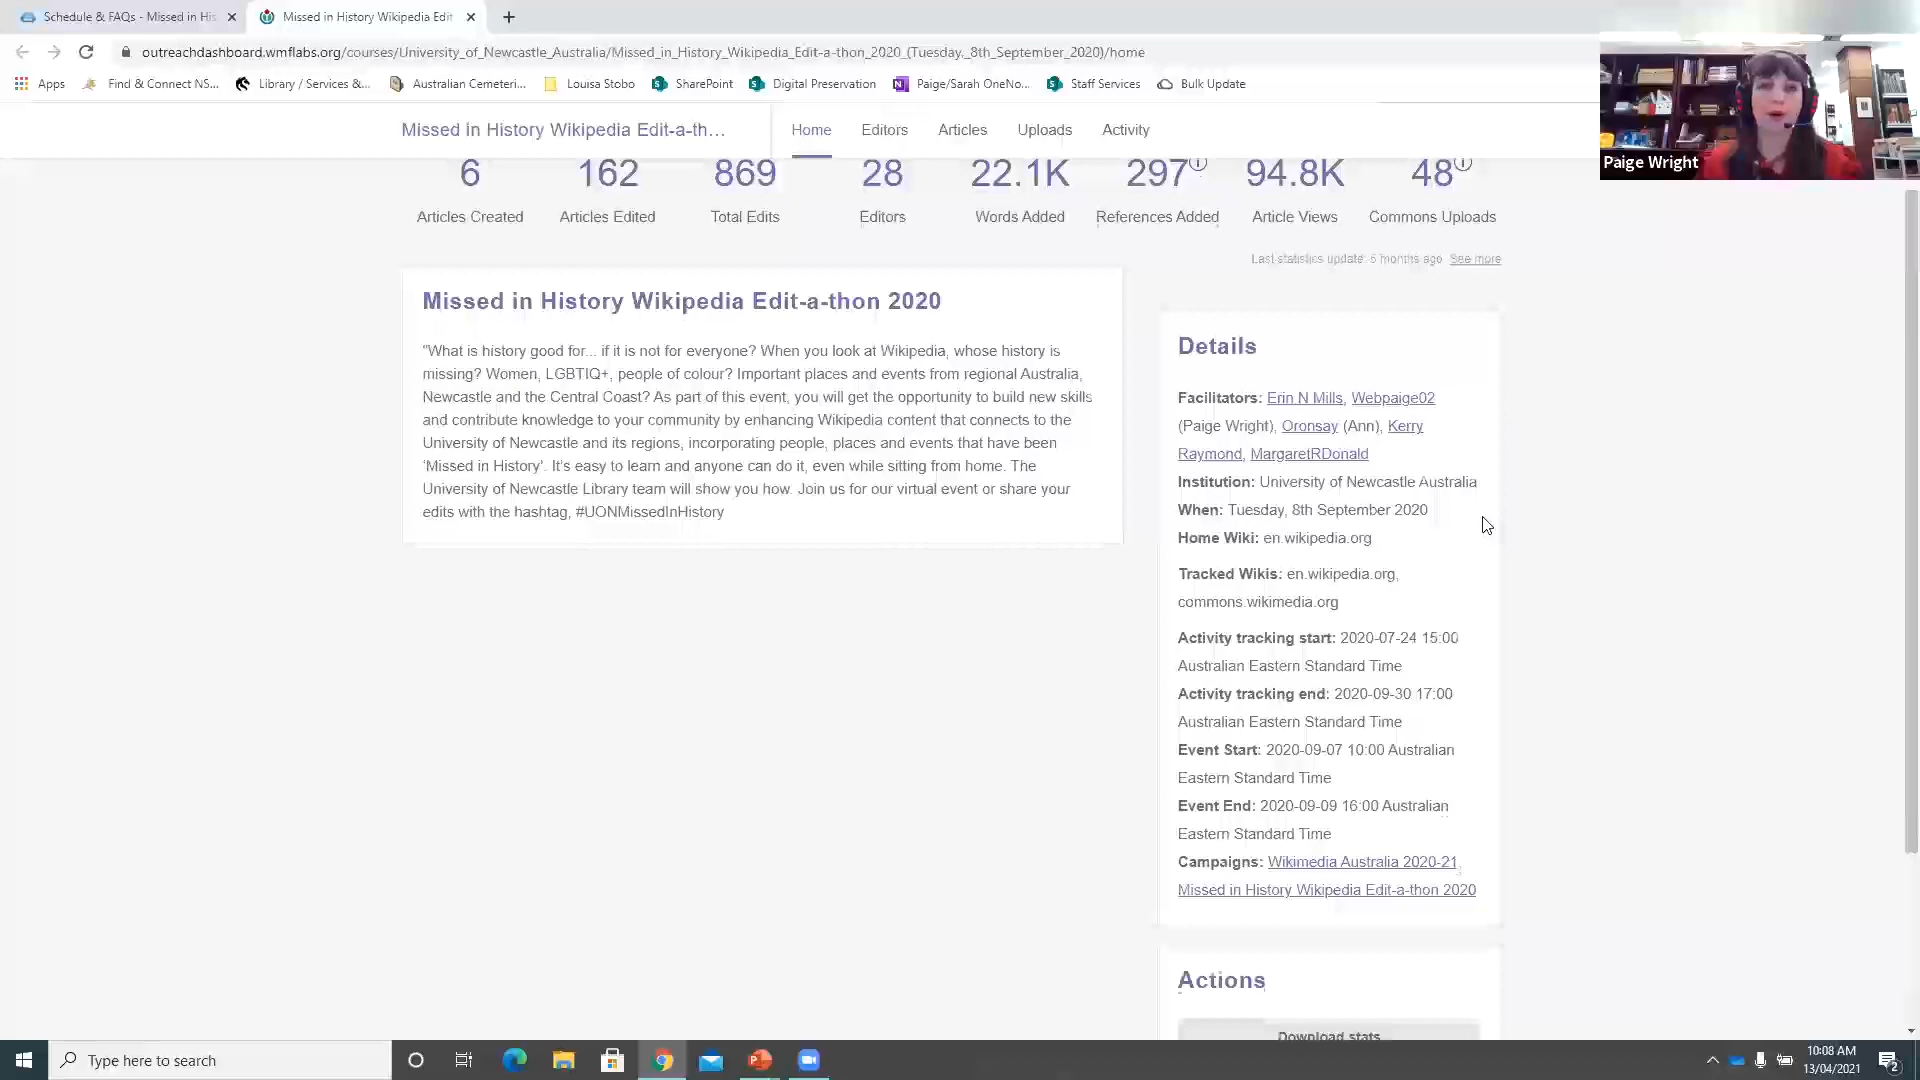 Schedule & FAQs - Missed in His
Missed in History Wikipedia Edit
outreachdashboard.wmflabs.org/courses/University_of_Newcastle_Australia/Missed_in_History_Wikipedia_Edit-a-thon_2020_(Tuesday,_8th_September_2020)/home
Apps
Find & Connect NS...
Library / Services &...
Australian Cemeteri...
Louisa Stobo
SharePoint
Digital Preservation
Paige/Sarah OneNo...
Staff Services
Bulk Update
Paige Wright
Missed in History Wikipedia Edit-a-th...
Home
Editors
Articles
Uploads
Activity
6
162
869
28
22.1K
297
94.8K
48
Articles Created
Articles Edited
Total Edits
Editors
Words Added
References Added
Article Views
Commons Uploads
Last statistics update: 6 months ago See more
Missed in History Wikipedia Edit-a-thon 2020
"What is history good for... if it is not for everyone? When you look at Wikipedia, whose history is
missing? Women, LGBTIQ+, people of colour? Important places and events from regional Australia,
Newcastle and the Central Coast? As part of this event, you will get the opportunity to build new skills
and contribute knowledge to your community by enhancing Wikipedia content that connects to the
University of Newcastle and its regions, incorporating people, places and events that have been
'Missed in History'. It's easy to learn and anyone can do it, even while sitting from home. The
University of Newcastle Library team will show you how. Join us for our virtual event or share your
edits with the hashtag, #UONMissedInHistory
Details
Facilitators: Erin N Mills, Webpaige02
(Paige Wright), Oronsay (Ann), Kerry
Raymond, MargaretRDonald
Institution: University of Newcastle Australia
When: Tuesday, 8th September 2020
Home Wiki: en.wikipedia.org
Tracked Wikis: en.wikipedia.org,
commons.wikimedia.org
Activity tracking start: 2020-07-24 15:00
Australian Eastern Standard Time
Activity tracking end: 2020-09-30 17:00
Australian Eastern Standard Time
Event Start: 2020-09-07 10:00 Australian
Eastern Standard Time
Event End: 2020-09-09 16:00 Australian
Eastern Standard Time
Campaigns: Wikimedia Australia 2020-21,
Missed in History Wikipedia Edit-a-thon 2020
Actions
Download stats
Type here to search
10:08 AM
13/04/2021
2